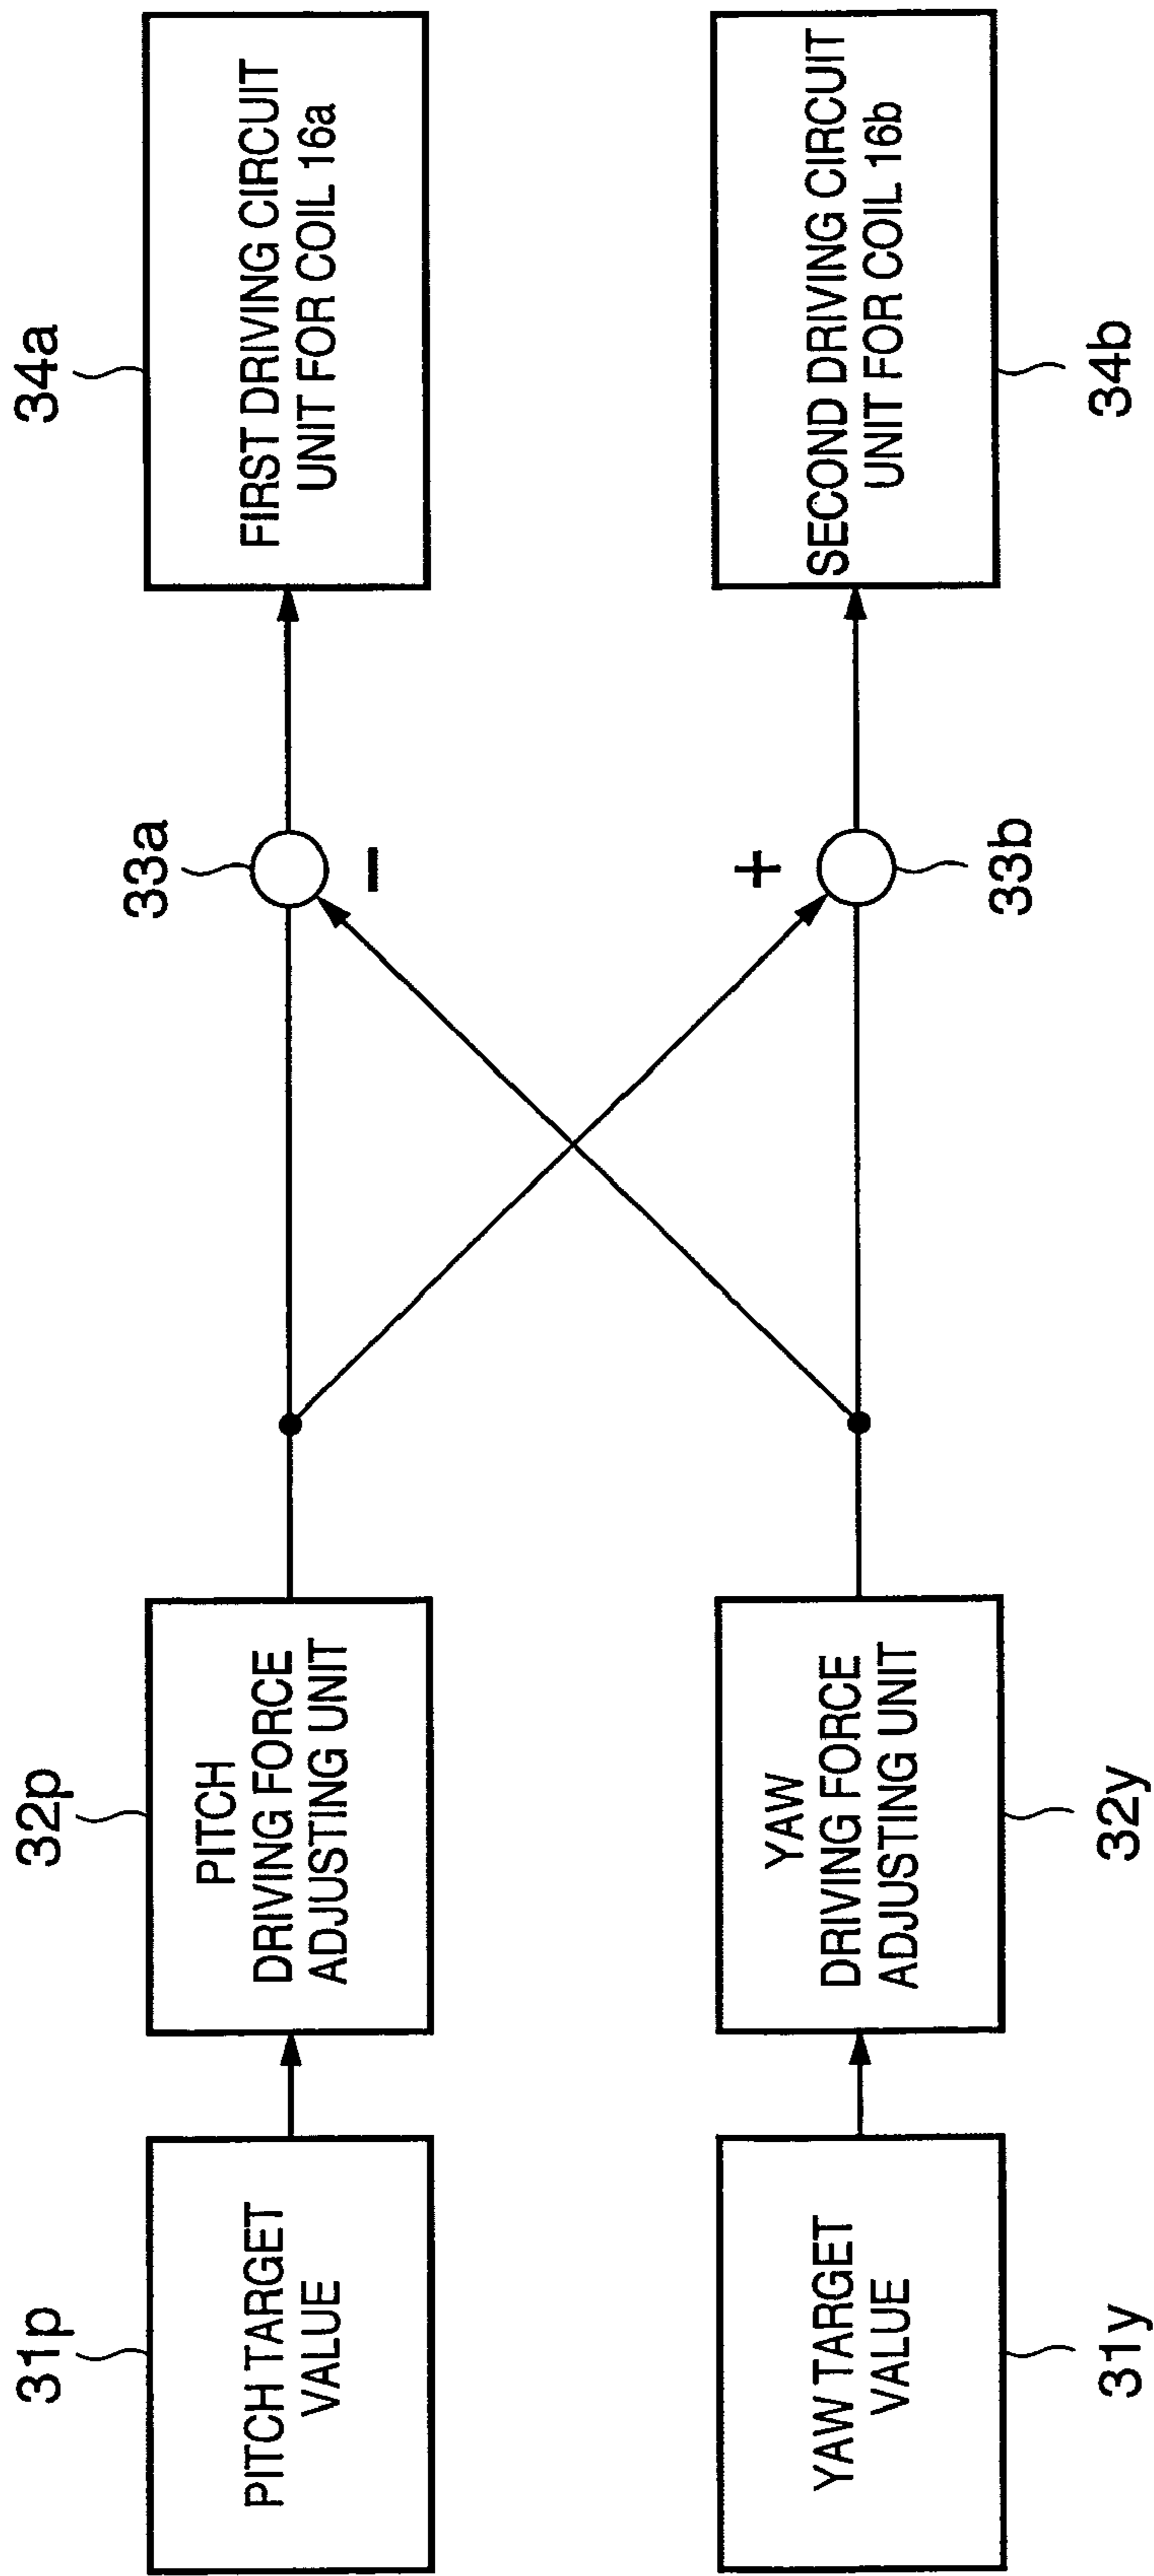 31p
PITCH TARGET
VALUE
32p
PITCH
DRIVING FORCE
ADJUSTING UNIT
33a
-
34a
FIRST DRIVING CIRCUIT
UNIT FOR COIL 16a
YAW TARGET
VALUE
31y
YAW
DRIVING FORCE
ADJUSTING UNIT
32y
+
33b
SECOND DRIVING CIRCUIT
UNIT FOR COIL 16b
34b